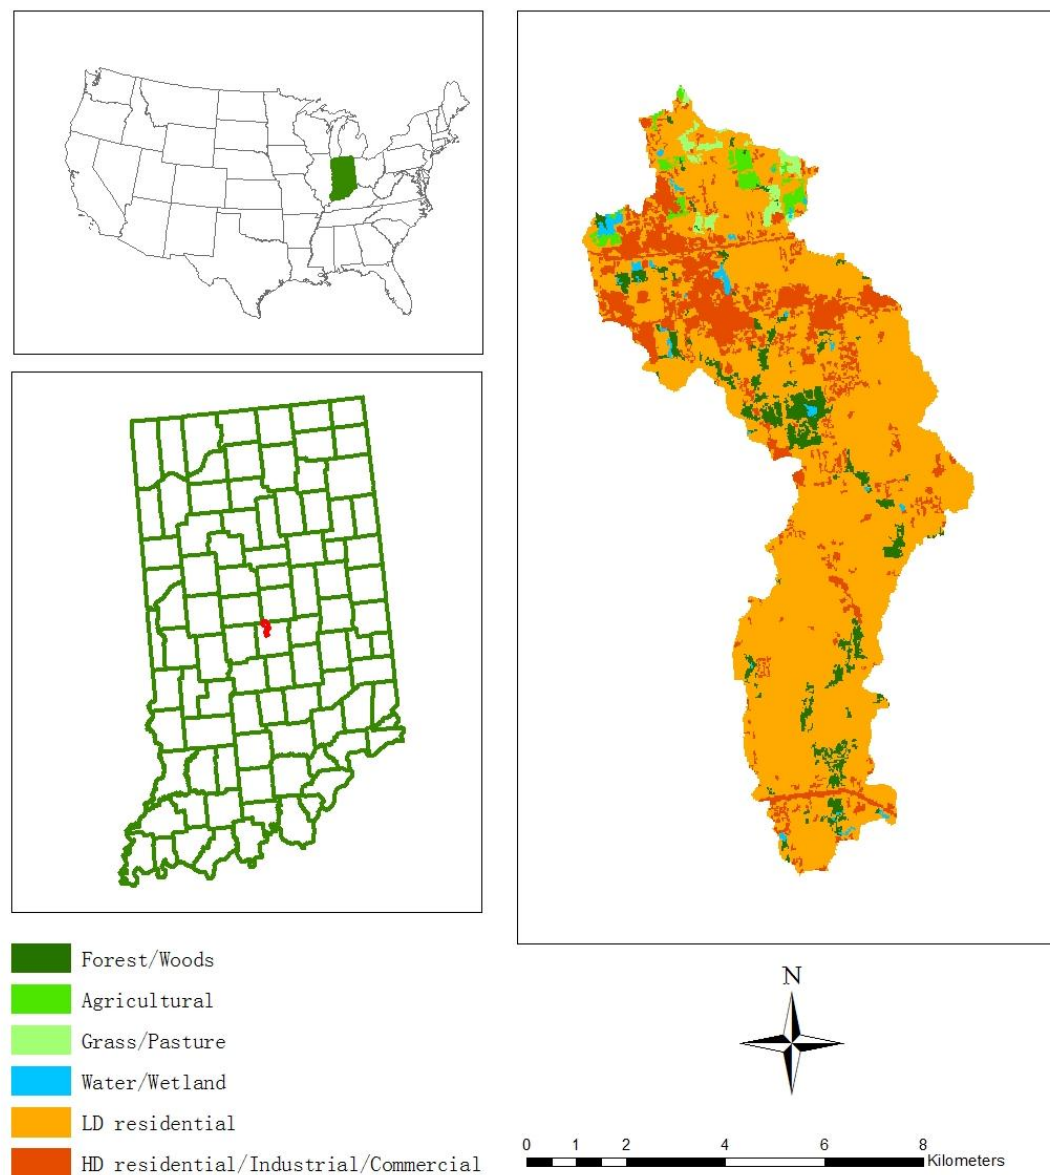 Forest/Woods
Agricultural
Grass/Pasture
Water/Wetland
LD residential
HD residential/Industrial/Commercial
N
0 1 2 4 6 8
Kilometers